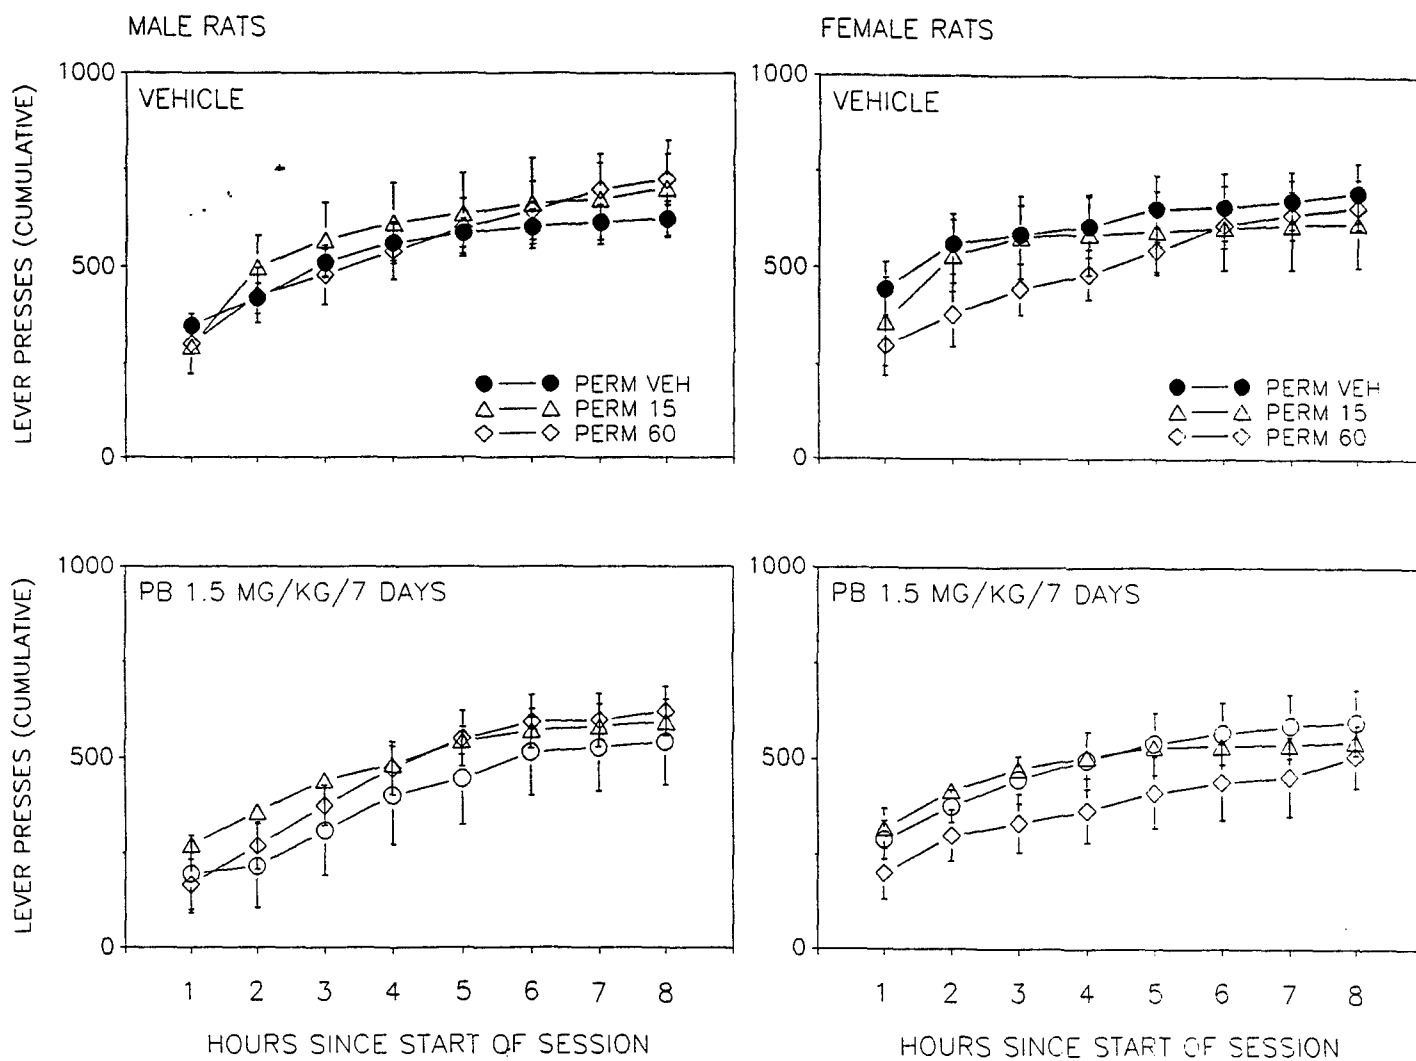 MALE RATS
FEMALE RATS
LEVER PRESSES (CUMULATIVE)
1000
500
0
VEHICLE
PERM VEH
PERM 15
PERM 60
1000
500
0
VEHICLE
PERM VEH
PERM 15
PERM 60
LEVER PRESSES (CUMULATIVE)
1000
500
0
PB 1.5 MG/KG/7 DAYS
1 2 3 4 5 6 7 8
HOURS SINCE START OF SESSION
1000
500
0
PB 1.5 MG/KG/7 DAYS
1 2 3 4 5 6 7 8
HOURS SINCE START OF SESSION